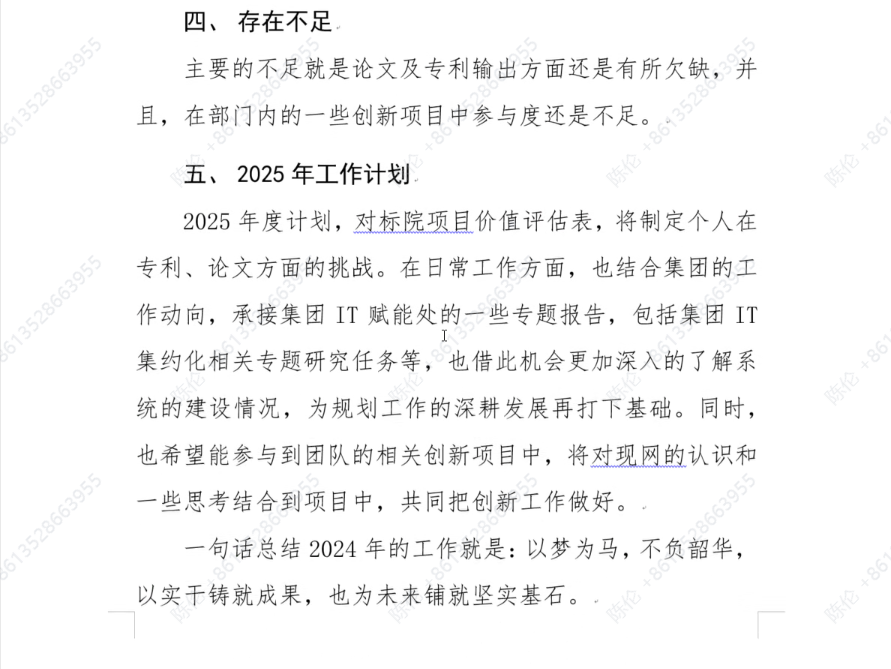 四、 存在不足
主要的不足就是论文及专利输出方面还是有所欠缺，并
且，在部门内的一些创新项目中参与度还是不足。
五、 2025 年工作计划
2025 年度计划，对标院项目价值评估表，将制定个人在
专利、论文方面的挑战。在日常工作方面，也结合集团的工
作动向，承接集团 IT 赋能处的一些专题报告，包括集团 IT
集约化相关专题研究任务等，也借此机会更加深入的了解系
统的建设情况，为规划工作的深耕发展再打下基础。同时，
也希望能参与到团队的相关创新项目中，将对现网的认识和
一些思考结合到项目中，共同把创新工作做好。
一句话总结 2024 年的工作就是：以梦为马，不负韶华，
以实干铸就成果，也为未来铺就坚实基石。
陈伦 +8613528663955